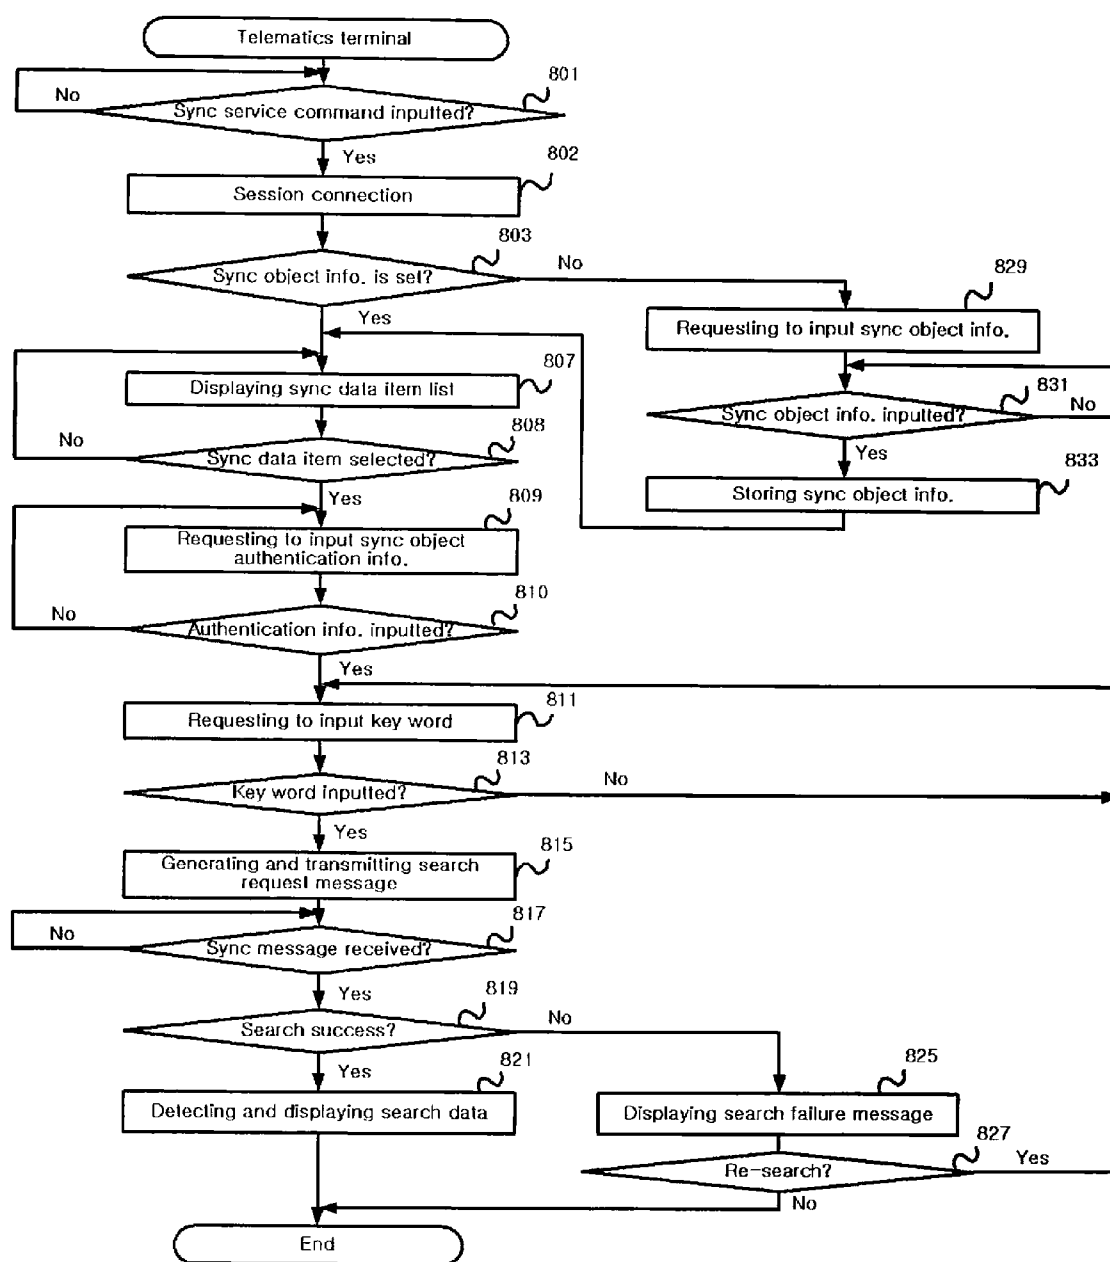 Telematics terminal
801
No
Sync service command inputted?
Yes
802
Session connection
803
Sync object info. is set?
No
829
Yes
Requesting to input sync object info.
807
Displaying sync data item list
831
Sync object info. inputted?
No
808
No
Sync data item selected?
Yes
833
Yes
Storing sync object info.
809
Requesting to input sync object
authentication info.
810
No
Authentication info. inputted?
Yes
811
Requesting to input key word
813
No
Key word inputted?
Yes
815
Generating and transmitting search
request message
817
No
Sync message received?
Yes
819
Search success?
No
821
825
Yes
Detecting and displaying search data
Displaying search failure message
827
Re-search?
Yes
No
End